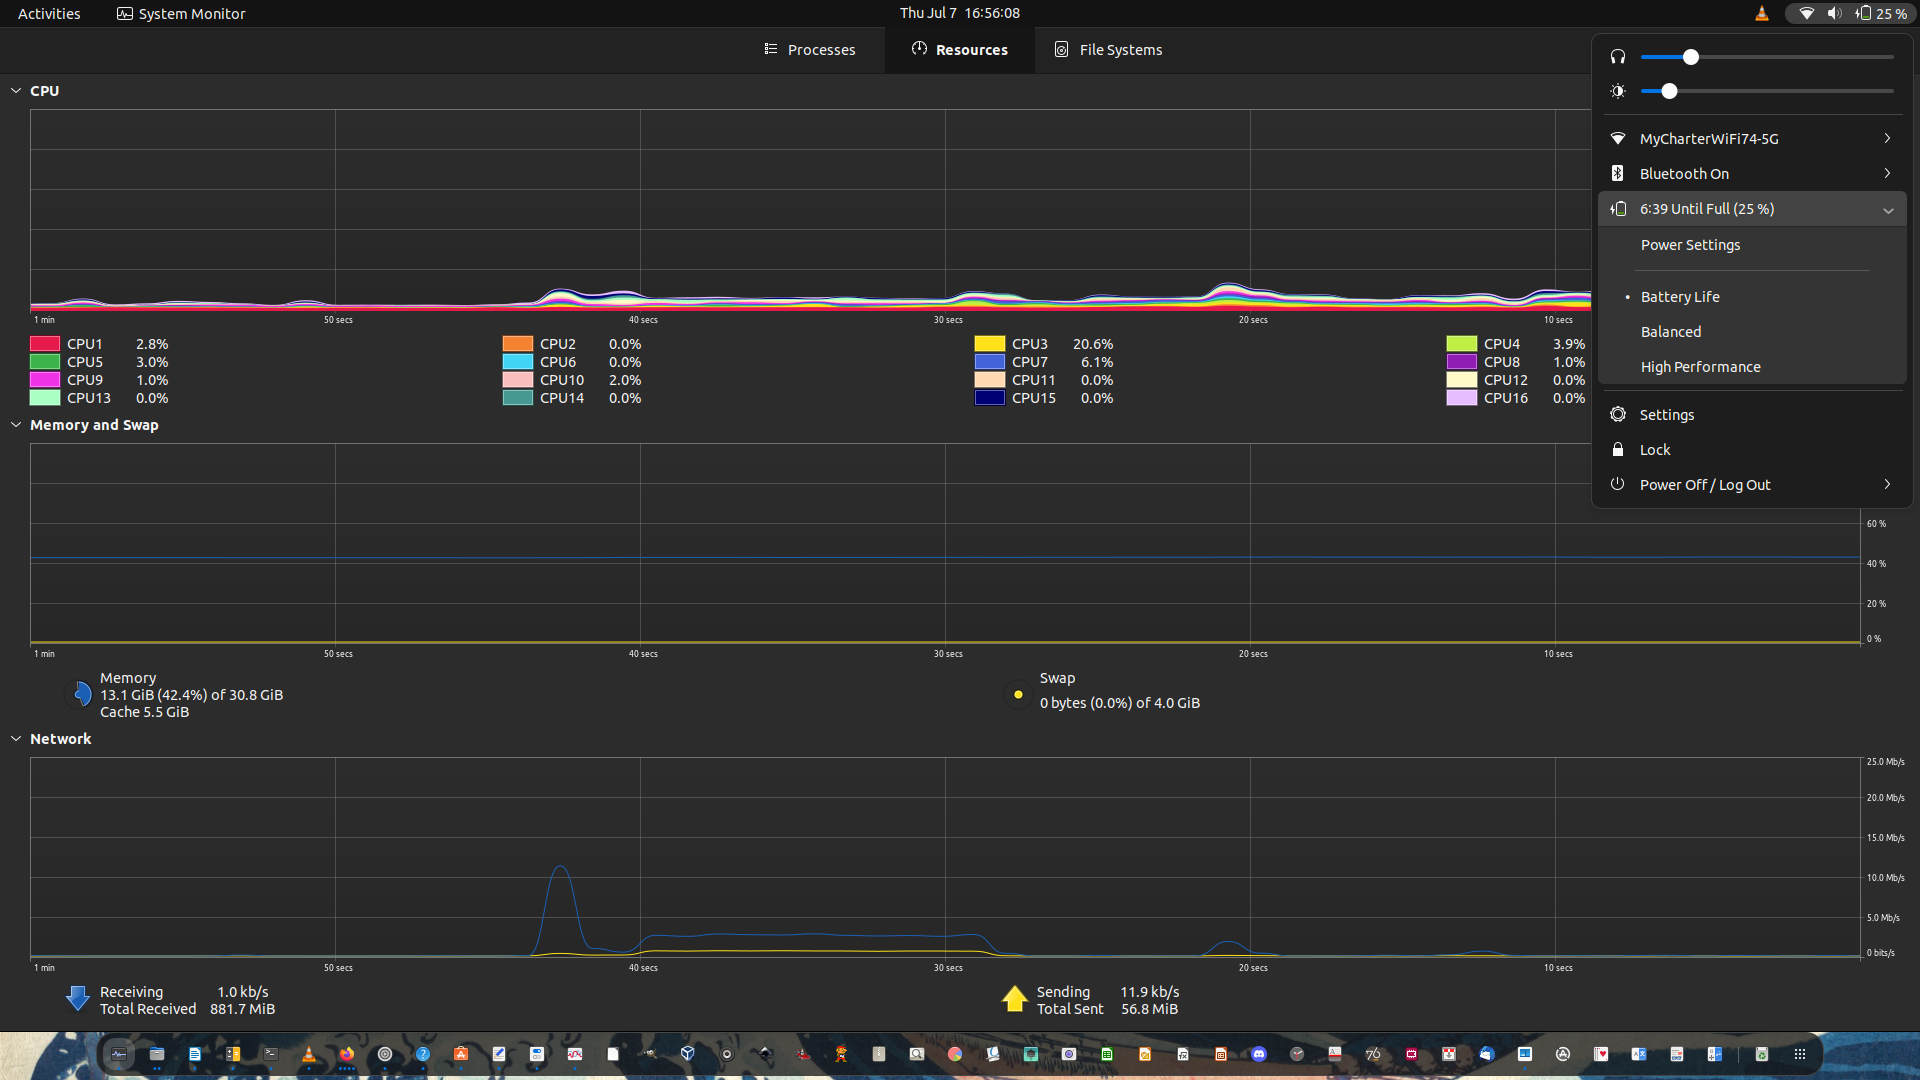 Activities
System Monitor
Thu Jul 7 16:56:08
25 %
Processes
Resources
File Systems
CPU
1 min
50 secs
40 secs
30 secs
20 secs
10 secs
CPU1 2.8%
CPU2 0.0%
CPU3 20.6%
CPU4 3.9%
CPU5 3.0%
CPU6 0.0%
CPU7 6.1%
CPU8 1.0%
CPU9 1.0%
CPU10 2.0%
CPU11 0.0%
CPU12 0.0%
CPU13 0.0%
CPU14 0.0%
CPU15 0.0%
CPU16 0.0%
MyCharterWiFi74-5G
Bluetooth On
6:39 Until Full (25 %)
Power Settings
Battery Life
Balanced
High Performance
Settings
Lock
Power Off / Log Out
Memory and Swap
60 %
40 %
20 %
0 %
1 min
50 secs
40 secs
30 secs
20 secs
10 secs
Memory
13.1 GiB (42.4%) of 30.8 GiB
Cache 5.5 GiB
Swap
0 bytes (0.0%) of 4.0 GiB
Network
25.0 Mb/s
20.0 Mb/s
15.0 Mb/s
10.0 Mb/s
5.0 Mb/s
0 bits/s
1 min
50 secs
40 secs
30 secs
20 secs
10 secs
Receiving 1.0 kb/s
Total Received 881.7 MiB
Sending 11.9 kb/s
Total Sent 56.8 MiB
76